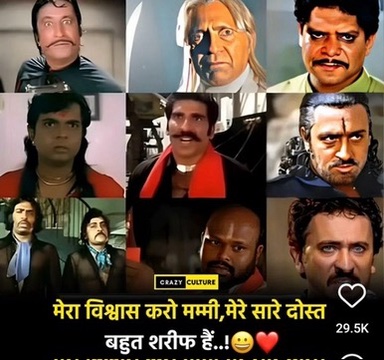 CRAZY CULTURE
मेरा विश्वास करो मम्मी,मेरे सारे दोस्त
बहुत शरीफ हैं..!😀❤️
29.5K